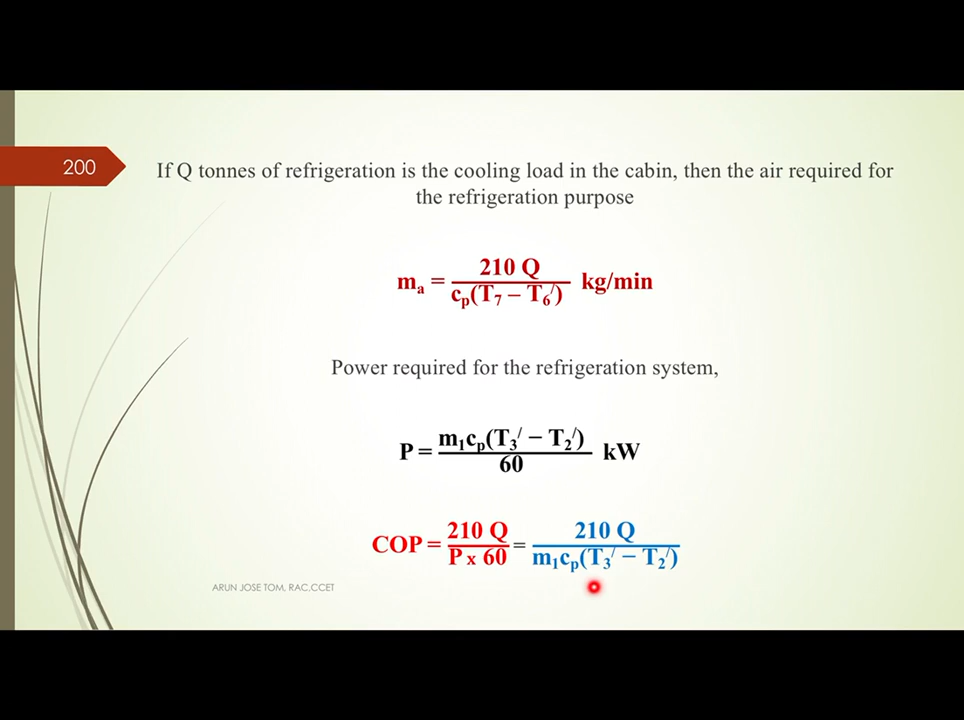 200
If Q tonnes of refrigeration is the cooling load in the cabin, then the air required for
the refrigeration purpose
mₐ = 210 Q / cₚ(T₇ – T₆/) kg/min
Power required for the refrigeration system,
P = m₁cₚ(T₃/ – T₂/) / 60 kW
COP = 210 Q / P x 60 = 210 Q / m₁cₚ(T₃/ – T₂/)
ARUN JOSE TOM, RAC,CCET